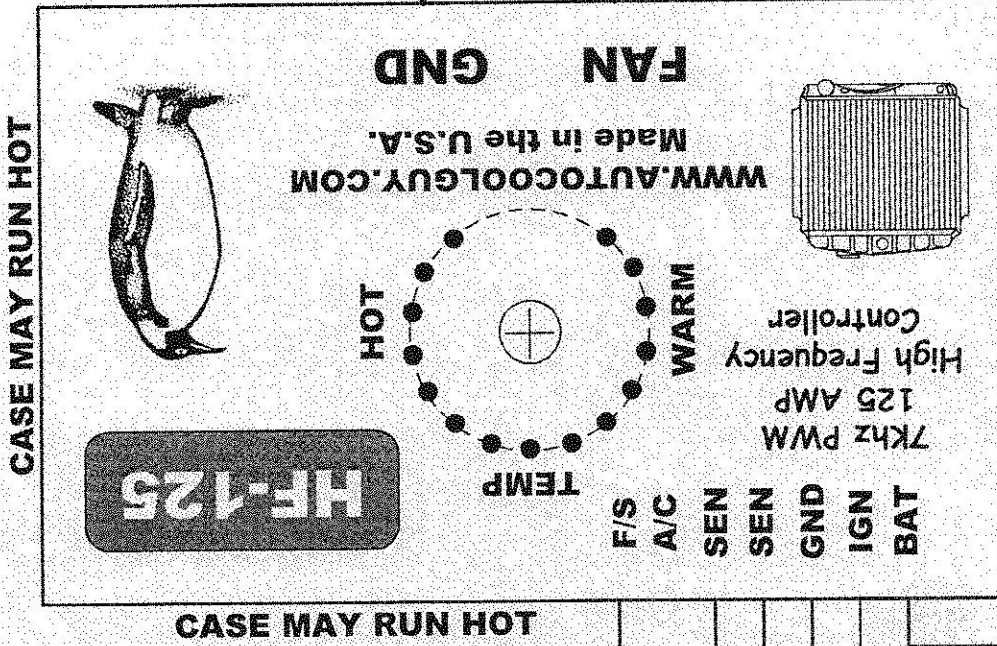 GND FAN
Made in the U.S.A.
WWW.AUTOCOOLGUY.COM
CASE MAY RUN HOT
HOT
WARM
TEMP
7Khz PWM
125 AMP
High Frequency
Controller
HF-125
F/S
A/C
SEN
SEN
GND
IGN
BAT
CASE MAY RUN HOT